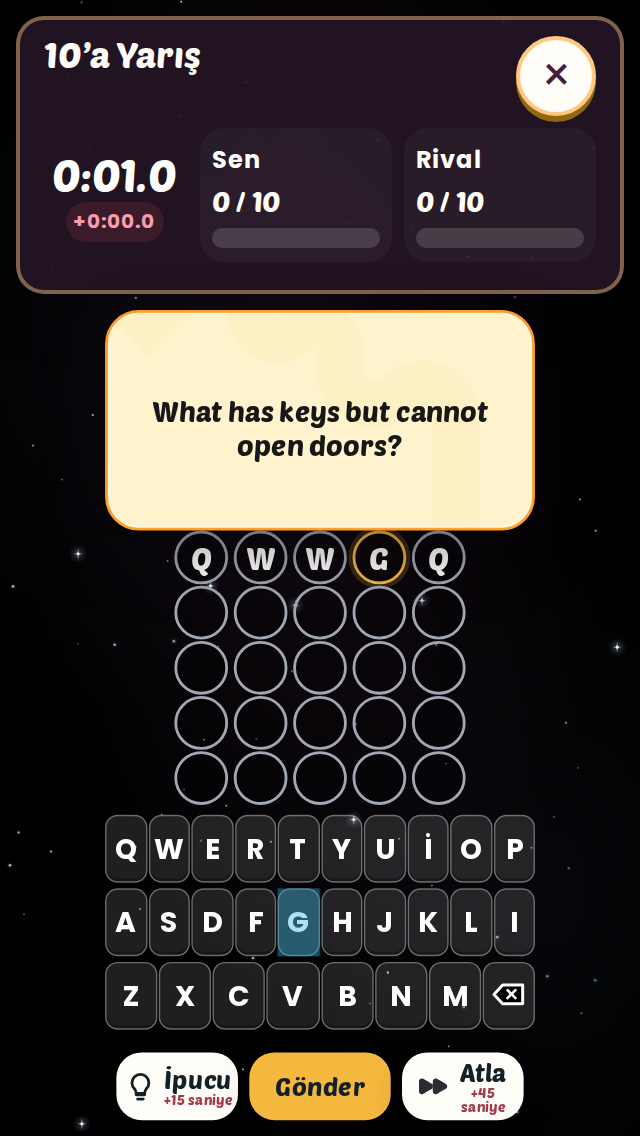 10’a Yarış
×
0:01.0
+0:00.0
Sen
0 / 10
Rival
0 / 10
What has keys but cannot
open doors?
Q W W G Q
Q W E R T Y U İ O P
A S D F G H J K L I
Z X C V B N M
İpucu
+15 saniye
Gönder
Atla
+45
saniye